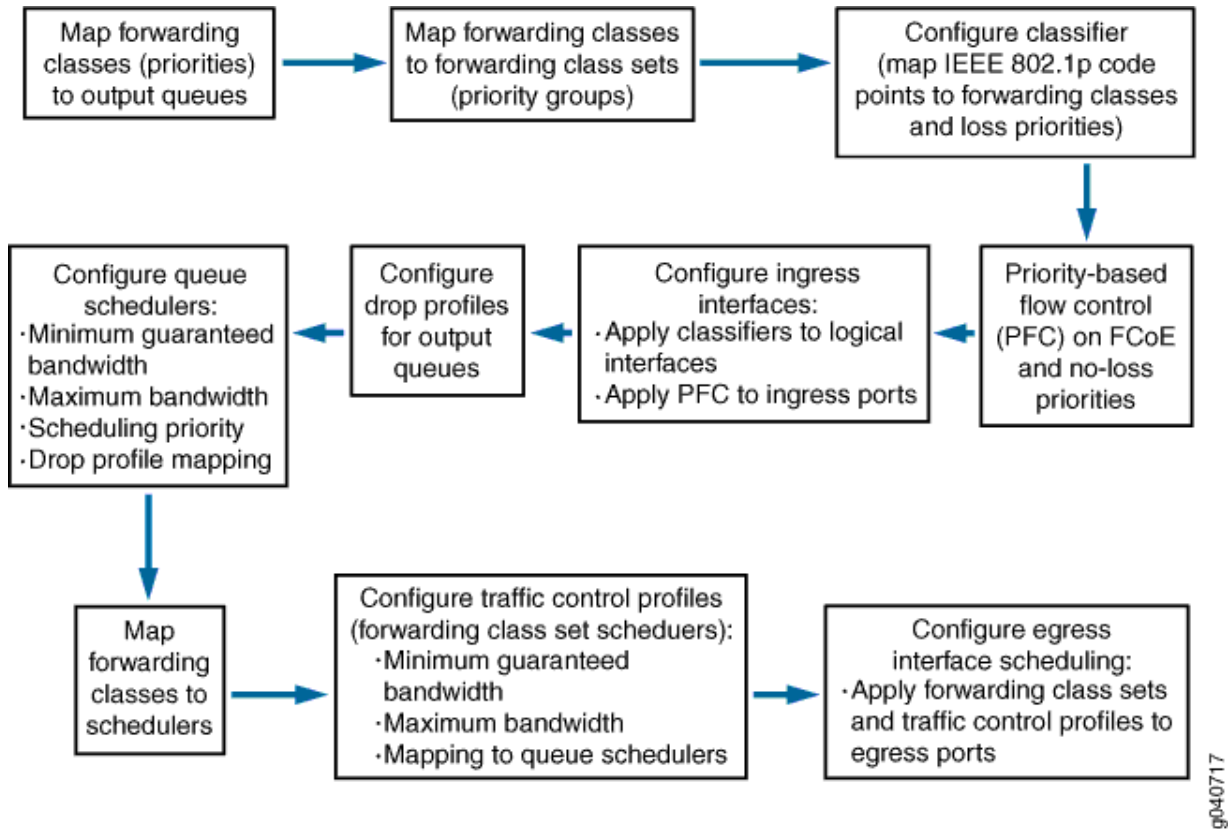 Map forwarding
classes (priorities)
to output queues
Map forwarding classes
to forwarding class sets
(priority groups)
Configure classifier
(map IEEE 802.1p code
points to forwarding classes
and loss priorities)
Priority-based
flow control
(PFC) on FCoE
and no-loss
priorities
Configure ingress
interfaces:
·Apply classifiers to logical
interfaces
·Apply PFC to ingress ports
Configure
drop profiles
for output
queues
Configure queue
schedulers:
·Minimum guaranteed
bandwidth
·Maximum bandwidth
·Scheduling priority
·Drop profile mapping
Map
forwarding
classes to
schedulers
Configure traffic control profiles
(forwarding class set scheduers):
·Minimum guaranteed
bandwidth
·Maximum bandwidth
·Mapping to queue schedulers
Configure egress
interface scheduling:
·Apply forwarding class sets
and traffic control profiles to
egress ports
g040717